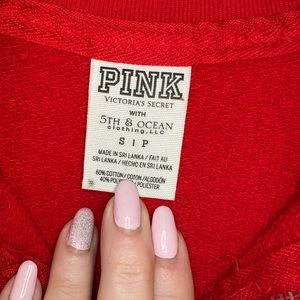 PINK
VICTORIA'S SECRET
WITH
5TH & OCEAN
clothing, LLC
S | P
MADE IN SRI LANKA / FAIT AU
SRI LANKA / HECHO EN SRI LANKA
60% COTTON / COTON / ALGODÓN
40% POLYESTER